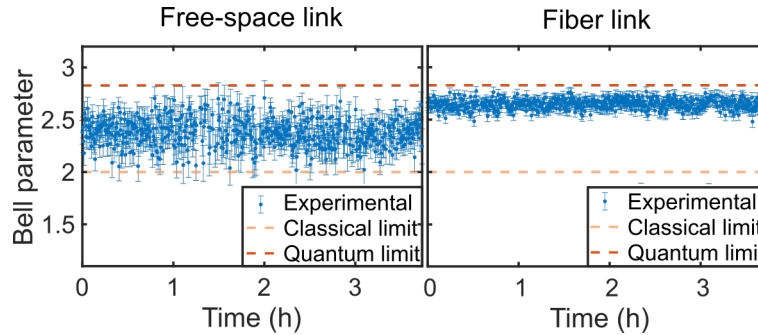 Free-space link
Fiber link
Bell parameter
3
2.5
2
1.5
Experimental
Classical limit
Quantum limit
0
1
2
3
Time (h)
Experimental
Classical limit
Quantum limit
0
1
2
3
Time (h)